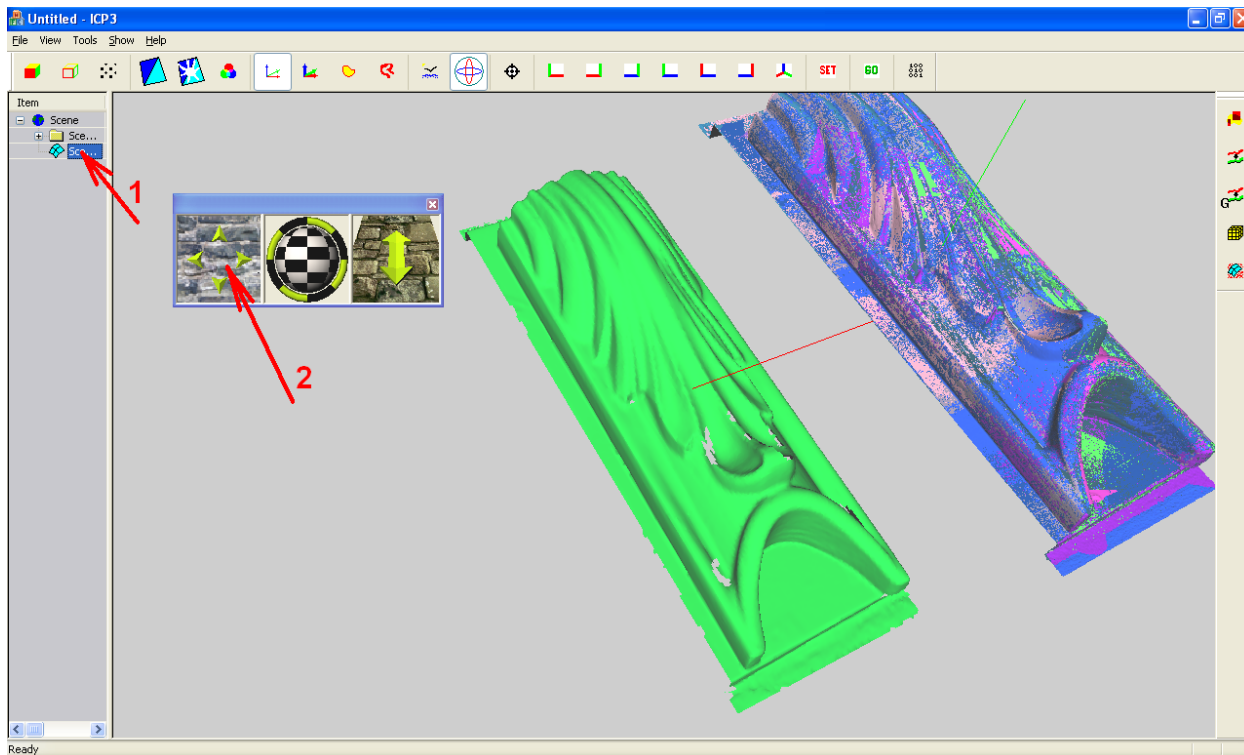 Untitled - ICP3
File View Tools Show Help
SET
GO
Item
Scene
Sce...
Sce...
1
2
G
Ready